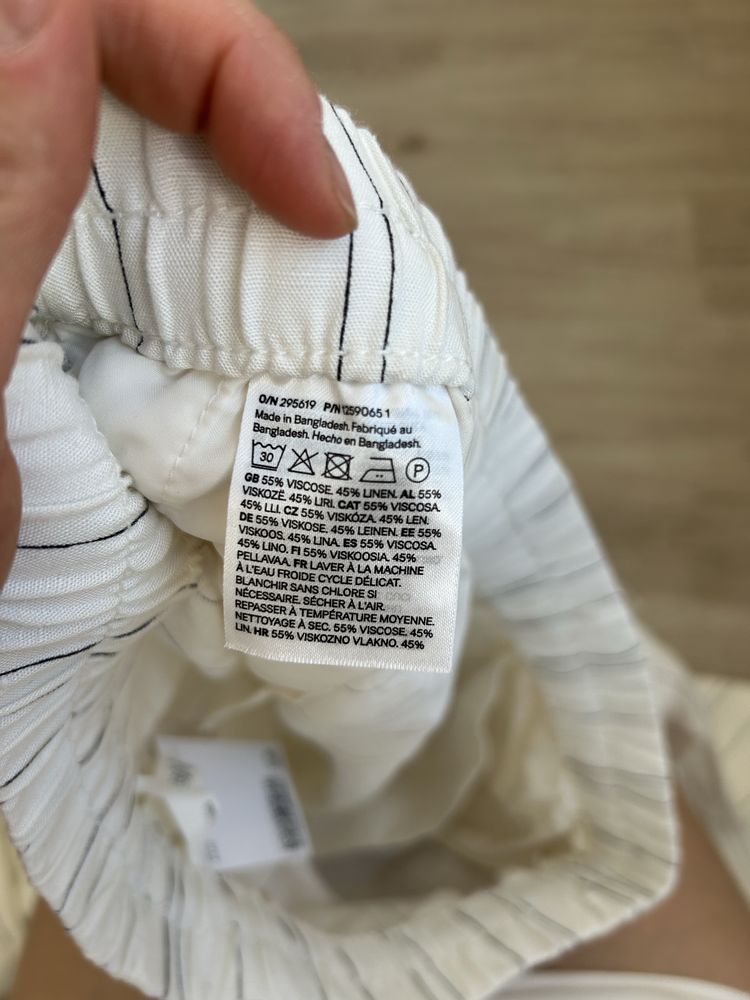 O/N 295619 P/N 1259065 1
Made in Bangladesh. Fabriqué au
Bangladesh. Hecho en Bangladesh.
30 P
GB 55% VISCOSE. 45% LINEN. AL 55%
VISKOZË. 45% LIRI. CAT 55% VISCOSA.
45% LLI. CZ 55% VISKÓZA. 45% LEN.
DE 55% VISKOSE. 45% LEINEN. EE 55%
VISKOOS. 45% LINA. ES 55% VISCOSA.
45% LINO. FI 55% VISKOOSIA. 45%
PELLAVAA. FR LAVER À LA MACHINE
À L'EAU FROIDE CYCLE DÉLICAT.
BLANCHIR SANS CHLORE SI
NÉCESSAIRE. SÉCHER À L'AIR.
REPASSER À TEMPÉRATURE MOYENNE.
NETTOYAGE À SEC. 55% VISCOSE. 45%
LIN. HR 55% VISKOZNO VLAKNO. 45%